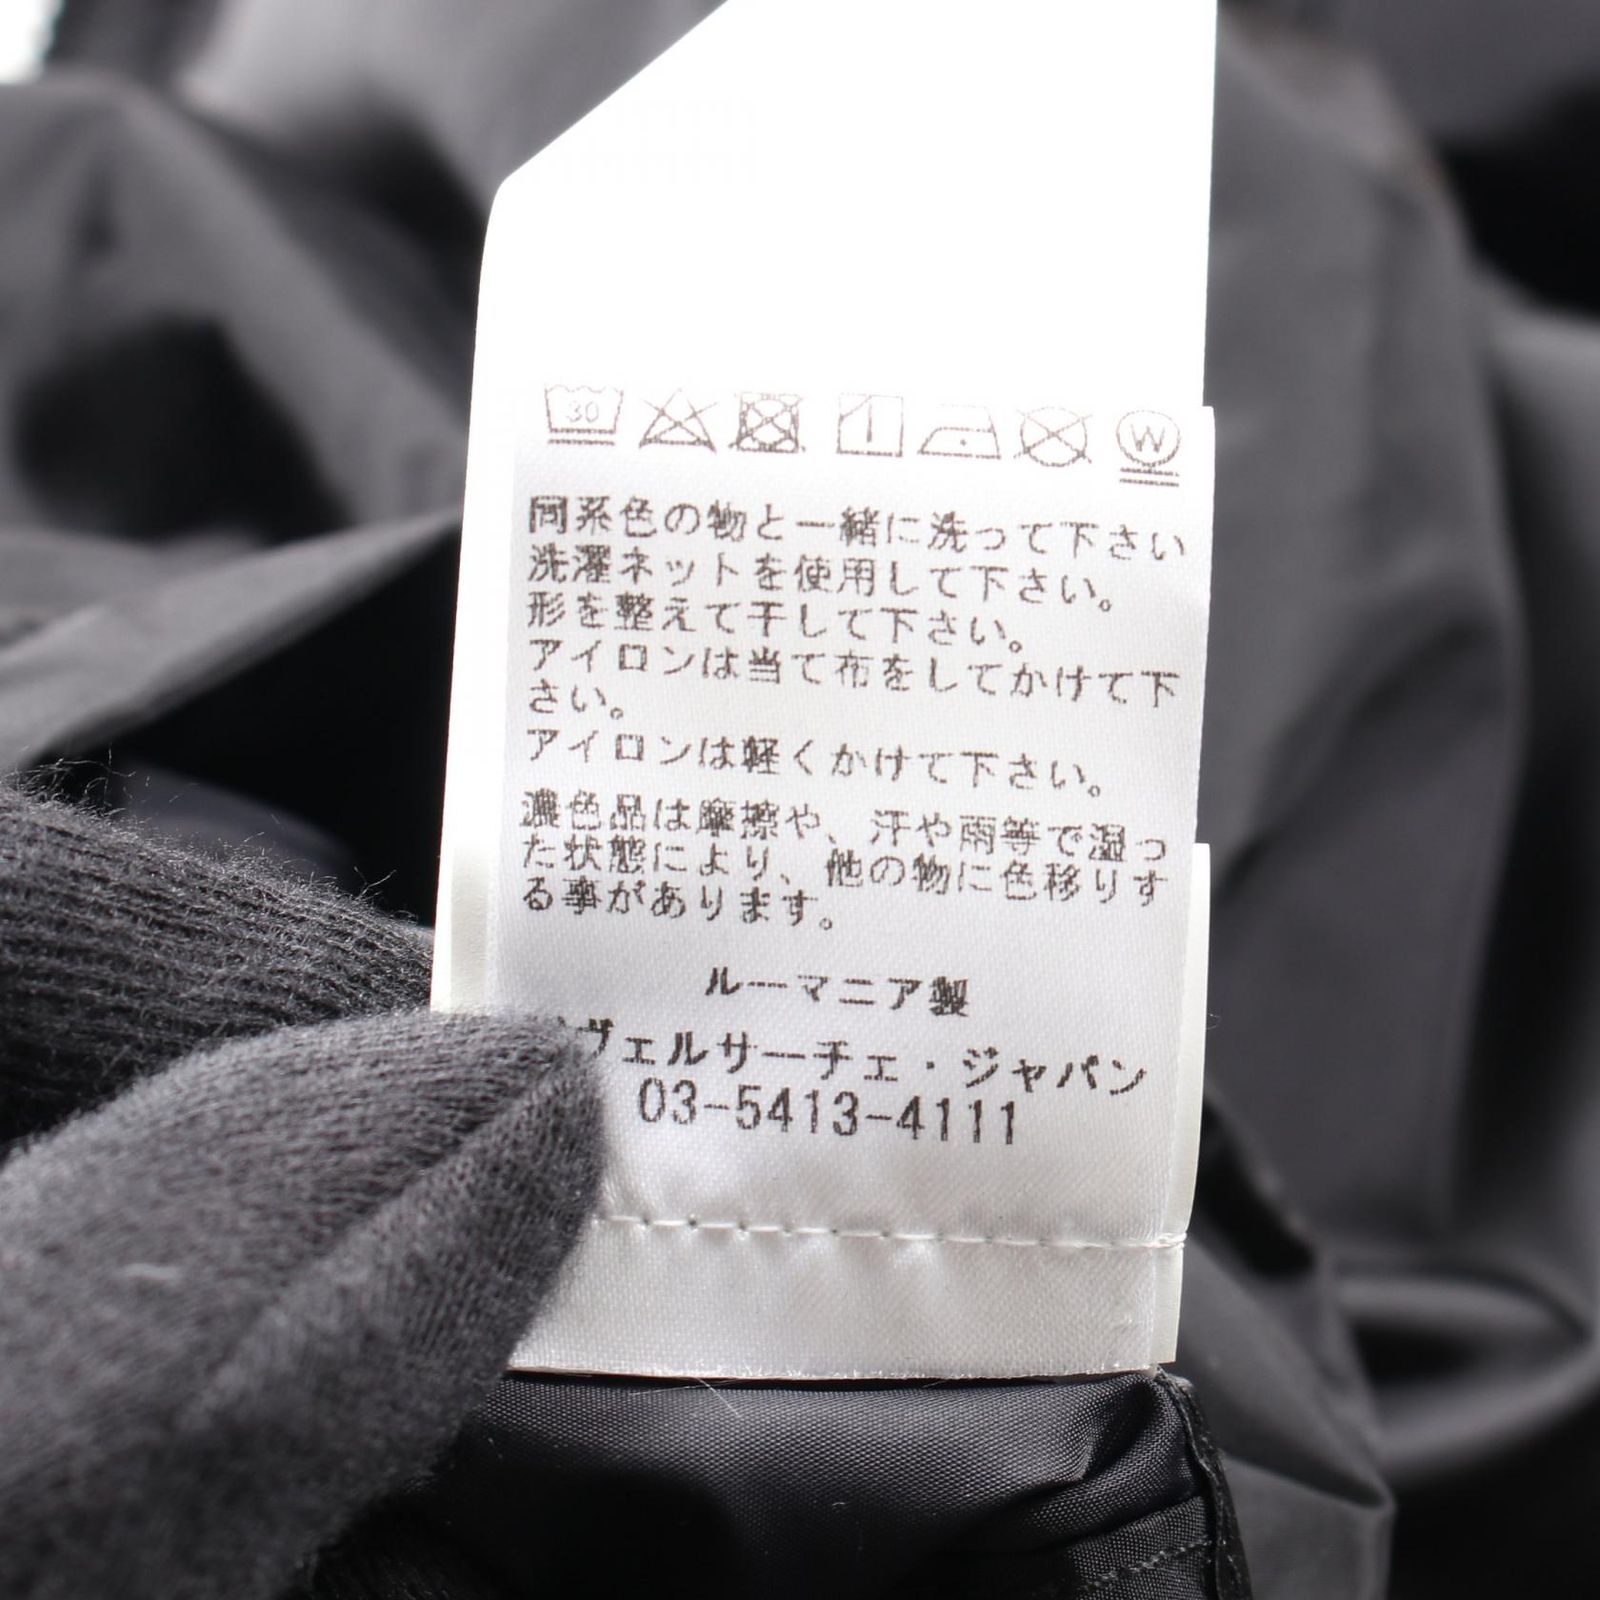 30 W
同系色の物と一緒に洗って下さい
洗濯ネットを使用して下さい。
形を整えて干して下さい。
アイロンは当て布をしてかけて下
さい。
アイロンは軽くかけて下さい。
濃色品は摩擦や、汗や雨等で湿っ
た状態により、他の物に色移りす
る事があります。
ルーマニア製
ヴェルサーチェ・ジャパン
03-5413-4111